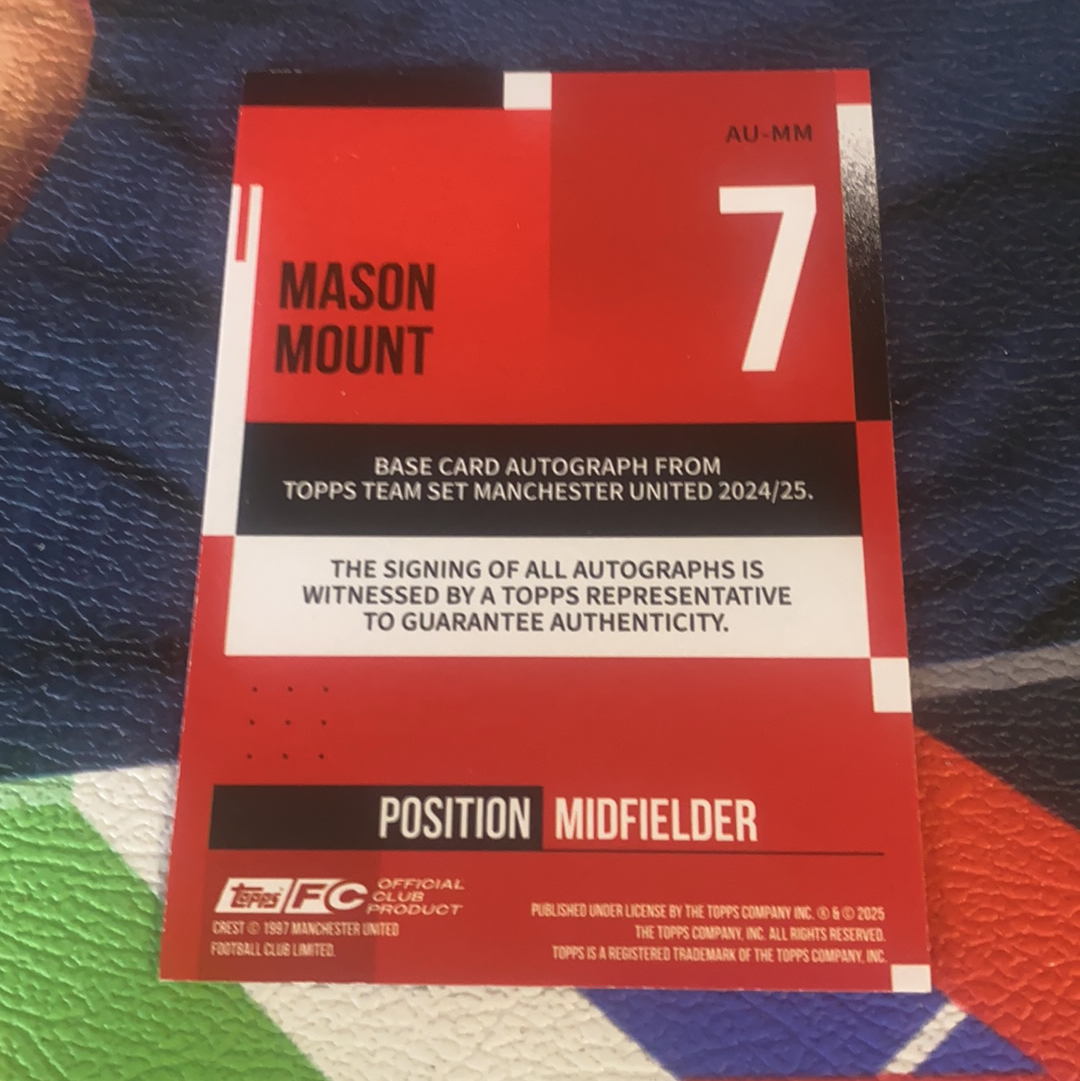 AU-MM
7
MASON
MOUNT
BASE CARD AUTOGRAPH FROM
TOPPS TEAM SET MANCHESTER UNITED 2024/25.
THE SIGNING OF ALL AUTOGRAPHS IS
WITNESSED BY A TOPPS REPRESENTATIVE
TO GUARANTEE AUTHENTICITY.
POSITION MIDFIELDER
topps FC OFFICIAL
CLUB
PRODUCT
CREST © 1997 MANCHESTER UNITED
FOOTBALL CLUB LIMITED.
PUBLISHED UNDER LICENSE BY THE TOPPS COMPANY INC. ® & © 2025
THE TOPPS COMPANY, INC. ALL RIGHTS RESERVED.
TOPPS IS A REGISTERED TRADEMARK OF THE TOPPS COMPANY, INC.